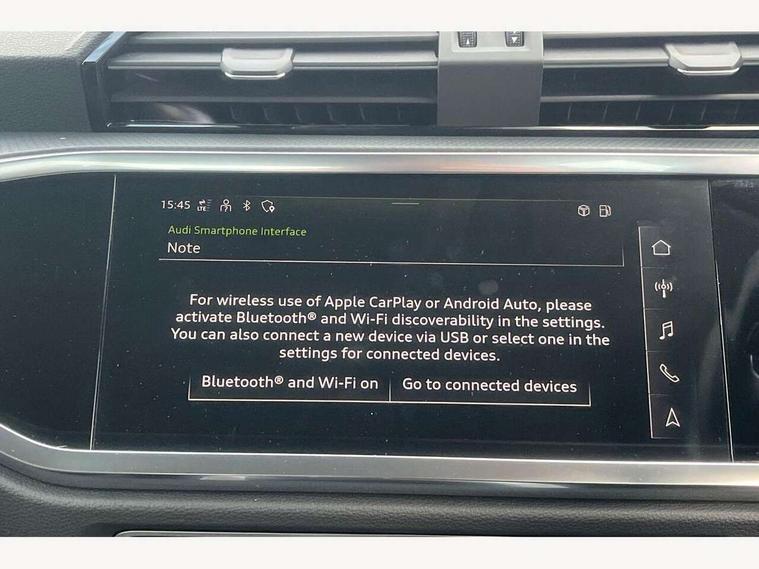 15:45 LTE
Audi Smartphone Interface
Note
For wireless use of Apple CarPlay or Android Auto, please
activate Bluetooth® and Wi-Fi discoverability in the settings.
You can also connect a new device via USB or select one in the
settings for connected devices.
Bluetooth® and Wi-Fi on Go to connected devices